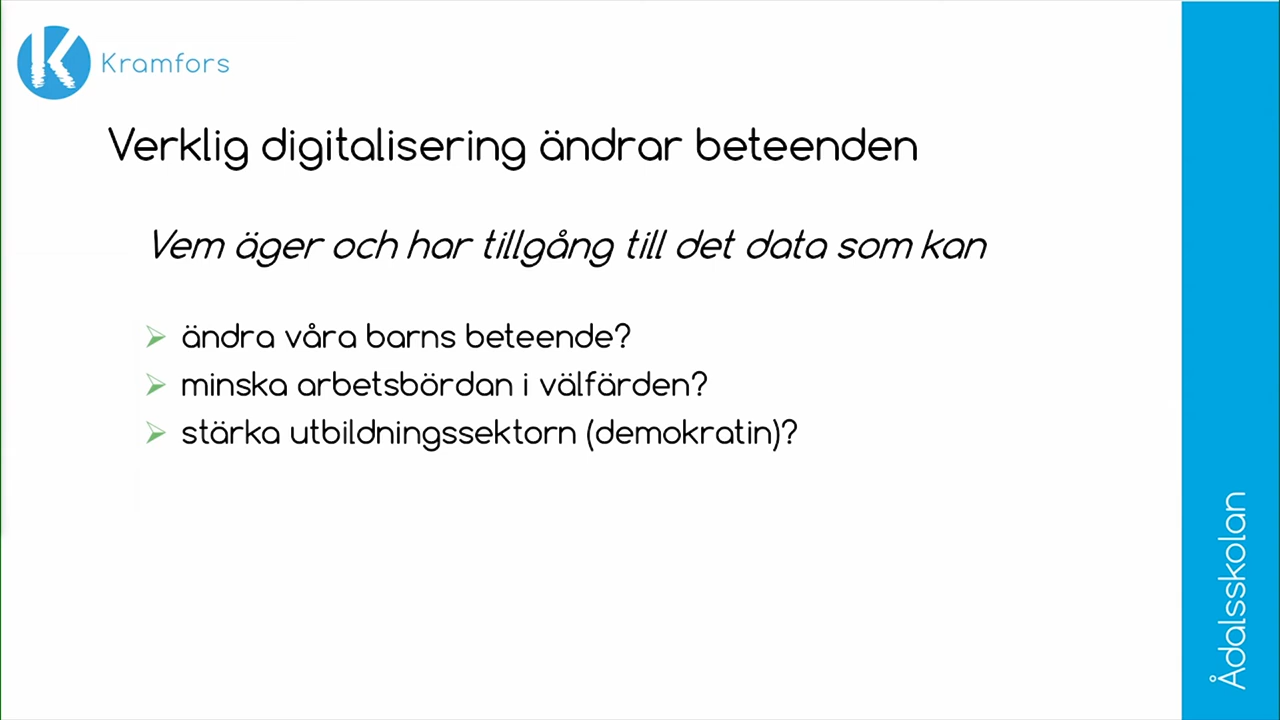 Kramfors
Verklig digitalisering ändrar beteenden
Vem äger och har tillgång till det data som kan
ändra våra barns beteende?
minska arbetsbördan i välfärden?
stärka utbildningssektorn (demokratin)?
Ådalsskolan